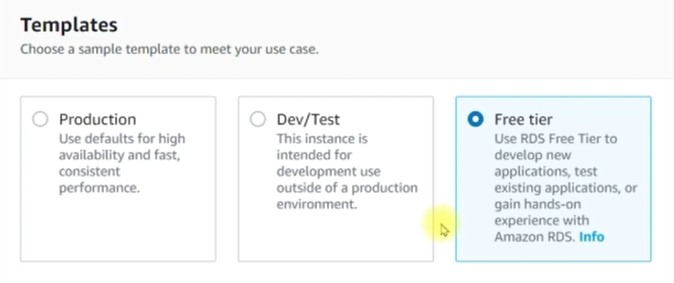 Templates
Choose a sample template to meet your use case.
Production
Use defaults for high
availability and fast,
consistent
performance.
Dev/Test
This instance is
intended for
development use
outside of a production
environment.
Free tier
Use RDS Free Tier to
develop new
applications, test
existing applications, or
gain hands-on
experience with
Amazon RDS. Info